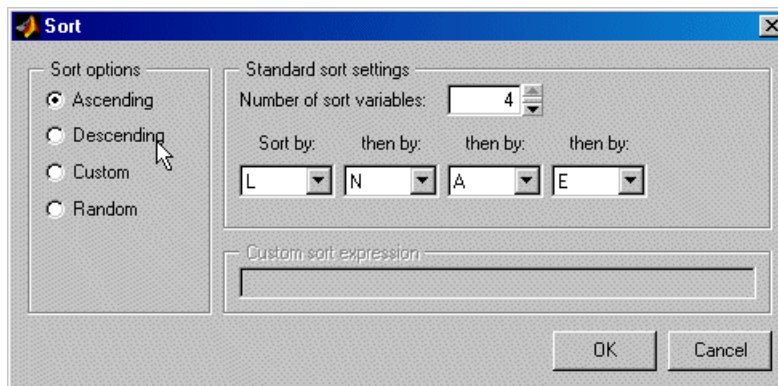 Sort
Sort options
Ascending
Descending
Custom
Random
Standard sort settings
Number of sort variables: 4
Sort by: then by: then by: then by:
L N A E
Custom sort expression
OK Cancel